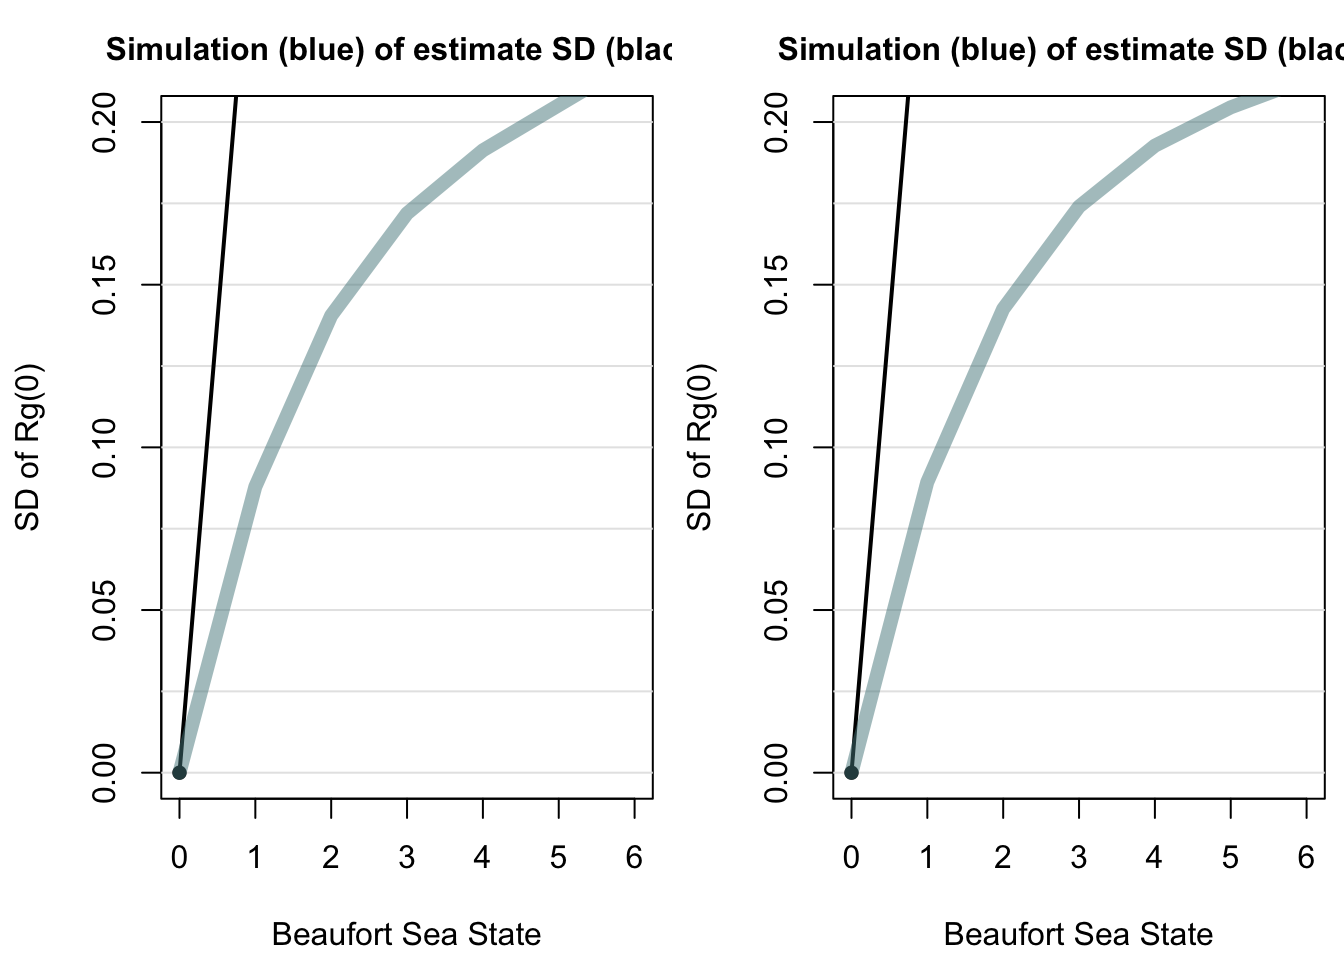 Simulation (blue) of estimate SD (blac
SD of Rg(0)
0.20
0.15
0.10
0.05
0.00
0 1 2 3 4 5 6
Beaufort Sea State
Simulation (blue) of estimate SD (blac
SD of Rg(0)
0.20
0.15
0.10
0.05
0.00
0 1 2 3 4 5 6
Beaufort Sea State